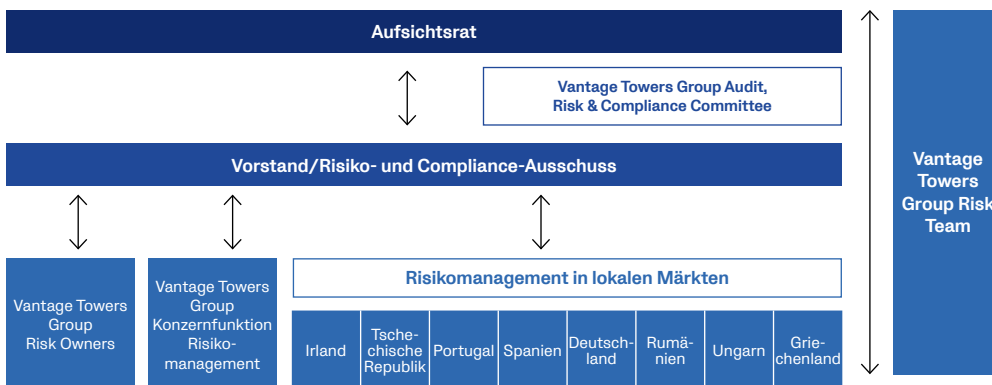 Aufsichtsrat
Vantage Towers Group Audit,
Risk & Compliance Committee
Vorstand/Risiko- und Compliance-Ausschuss
Vantage
Towers
Group Risk
Team
Vantage Towers
Group
Risk Owners
Vantage Towers
Group
Konzernfunktion
Risiko-
management
Risikomanagement in lokalen Märkten
Irland
Tsche-
chische
Republik
Portugal
Spanien
Deutsch-
land
Rumä-
nien
Ungarn
Grie-
chenland